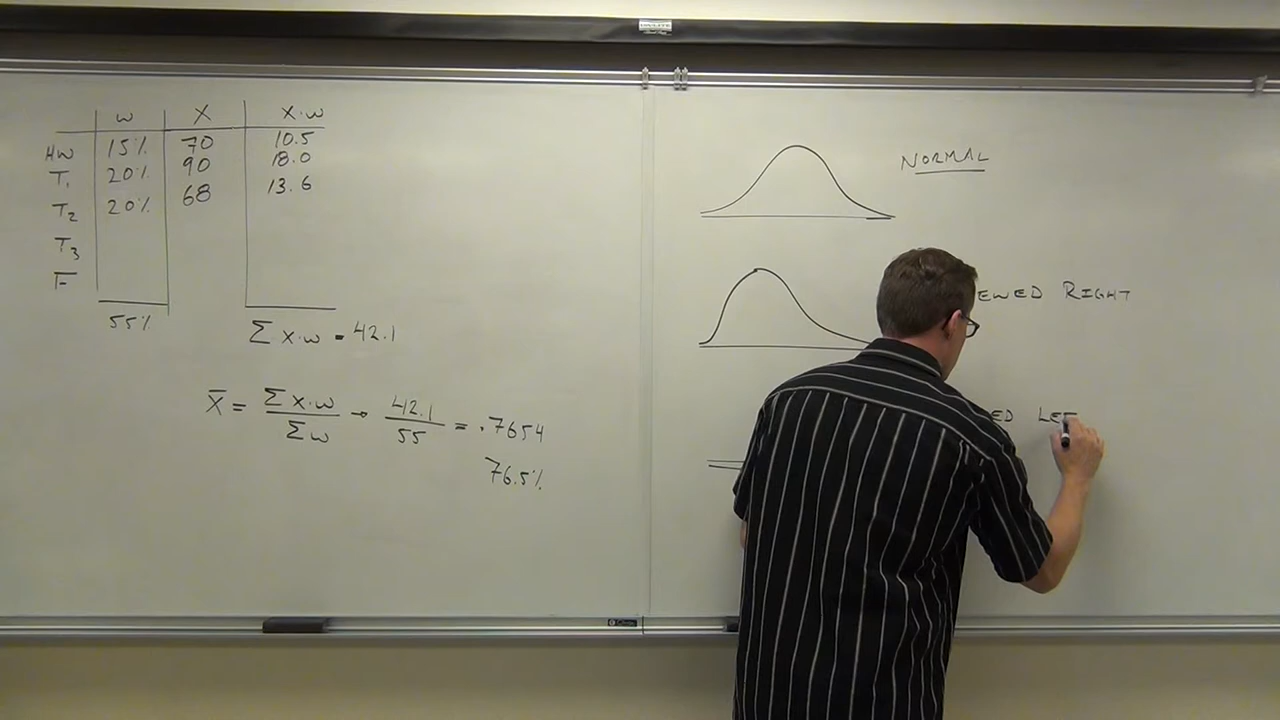 w X X·w
HW 15% 70 10.5
T1 20% 90 18.0
T2 20% 68 13.6
T3
F
55%
Σ X·w = 42.1
X̄ = Σ X·w / Σ w → 42.1 / 55 = .7654
76.5%
NORMAL
EWED RIGHT
ED LEF